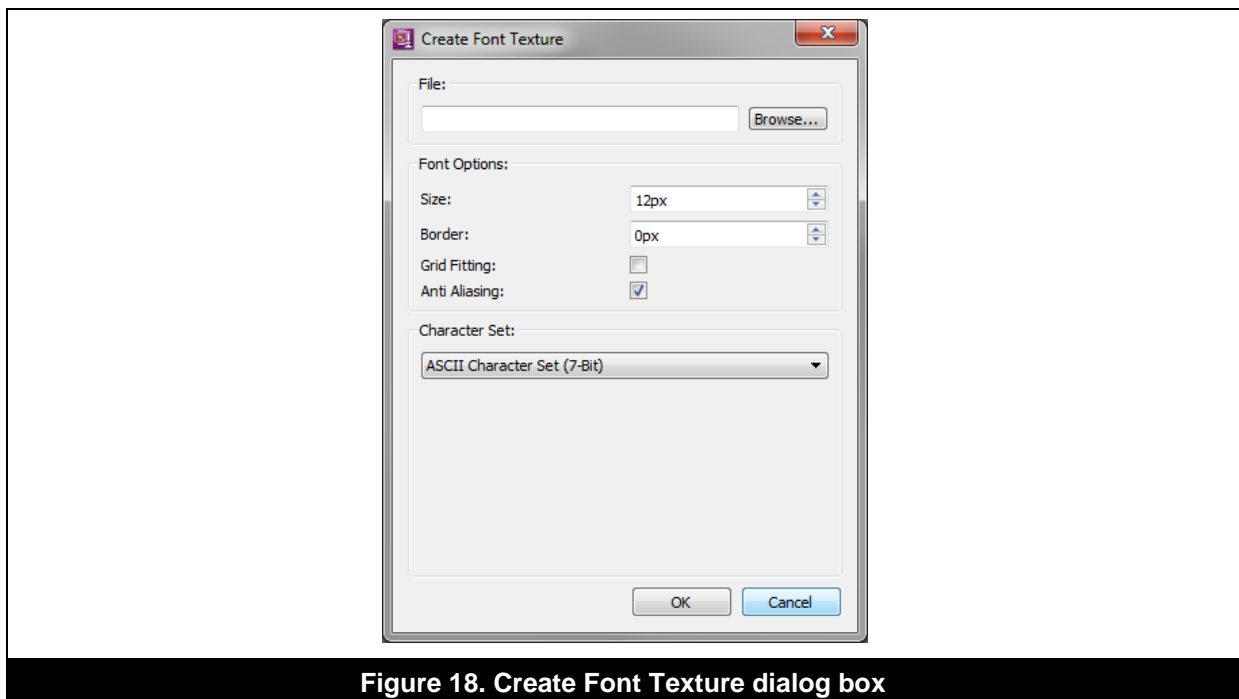 Create Font Texture
File:
Browse...
Font Options:
Size: 12px
Border: 0px
Grid Fitting:
Anti Aliasing:
Character Set:
ASCII Character Set (7-Bit)
OK Cancel
Figure 18. Create Font Texture dialog box